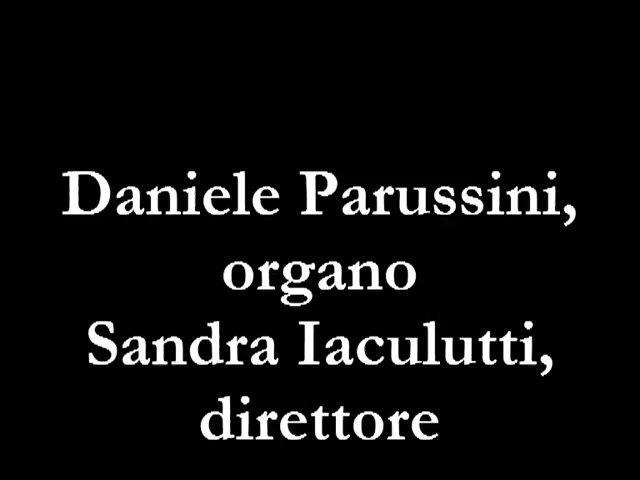 Daniele Parussini,
organo
Sandra Iaculutti,
direttore